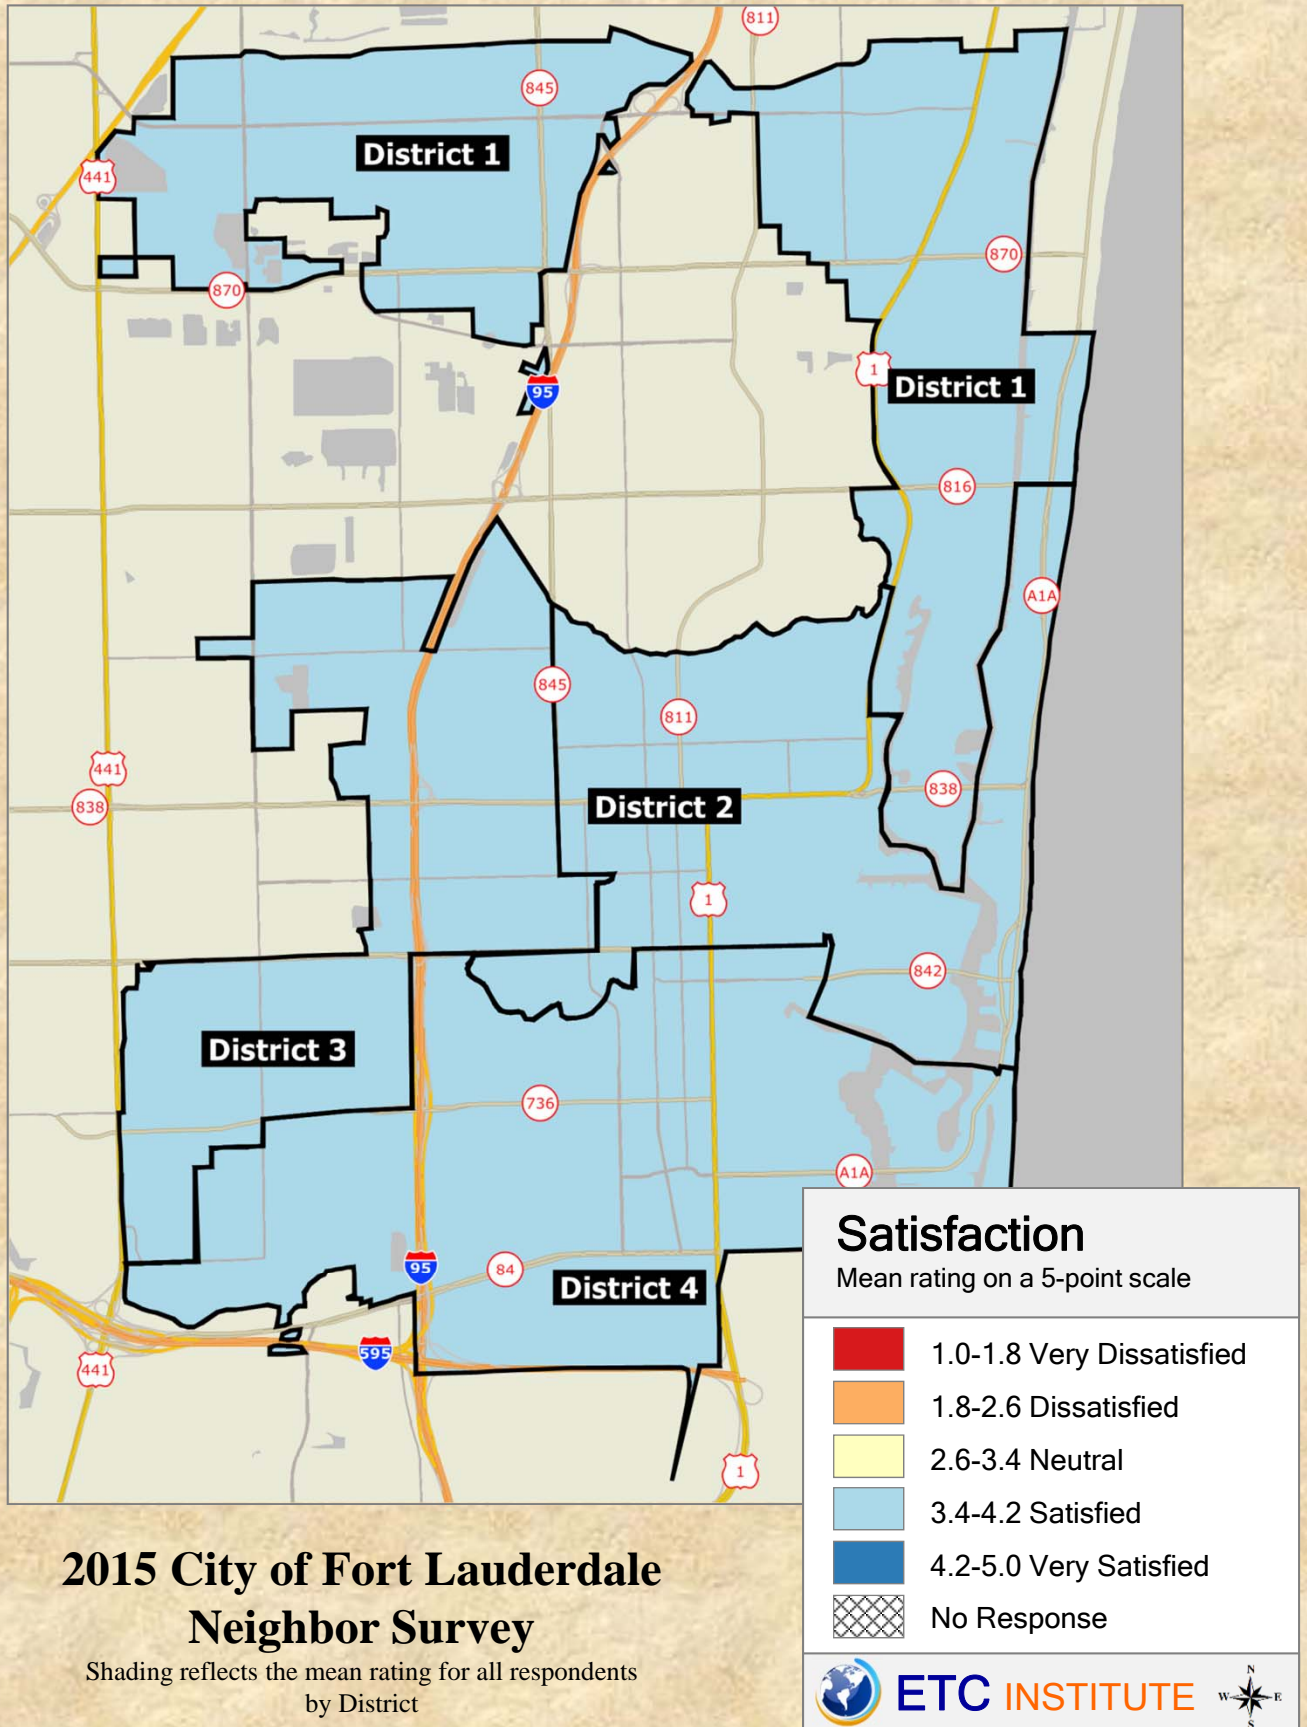 811
845
District 1
441
870
870
95
1
District 1
816
A1A
845
811
441
838
District 2
838
1
842
District 3
736
A1A
95
84
District 4
595
441
1
Satisfaction
Mean rating on a 5-point scale
1.0-1.8 Very Dissatisfied
1.8-2.6 Dissatisfied
2.6-3.4 Neutral
3.4-4.2 Satisfied
4.2-5.0 Very Satisfied
No Response
2015 City of Fort Lauderdale
Neighbor Survey
Shading reflects the mean rating for all respondents
by District
ETC INSTITUTE
N
W E
S